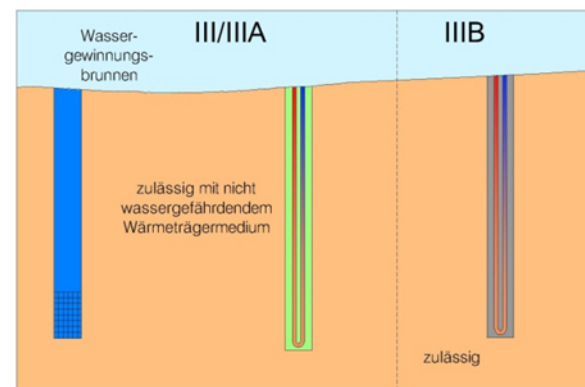 Wasser-
gewinnungs-
brunnen
III/IIIA
IIIB
zulässig mit nicht
wassergefährdendem
Wärmeträgermedium
zulässig